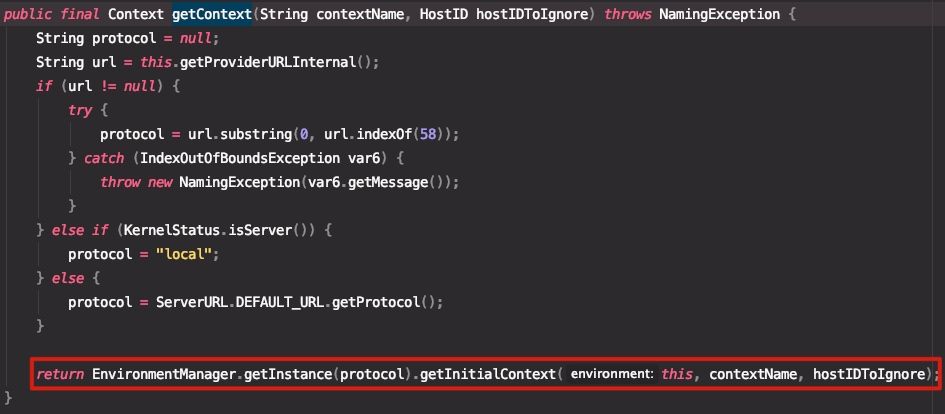 public final Context getContext(String contextName, HostID hostIDToIgnore) throws NamingException {
    String protocol = null;
    String url = this.getProviderURLInternal();
    if (url != null) {
        try {
            protocol = url.substring(0, url.indexOf(58));
        } catch (IndexOutOfBoundsException var6) {
            throw new NamingException(var6.getMessage());
        }
    } else if (KernelStatus.isServer()) {
        protocol = "local";
    } else {
        protocol = ServerURL.DEFAULT_URL.getProtocol();
    }
    return EnvironmentManager.getInstance(protocol).getInitialContext( environment: this, contextName, hostIDToIgnore);
}